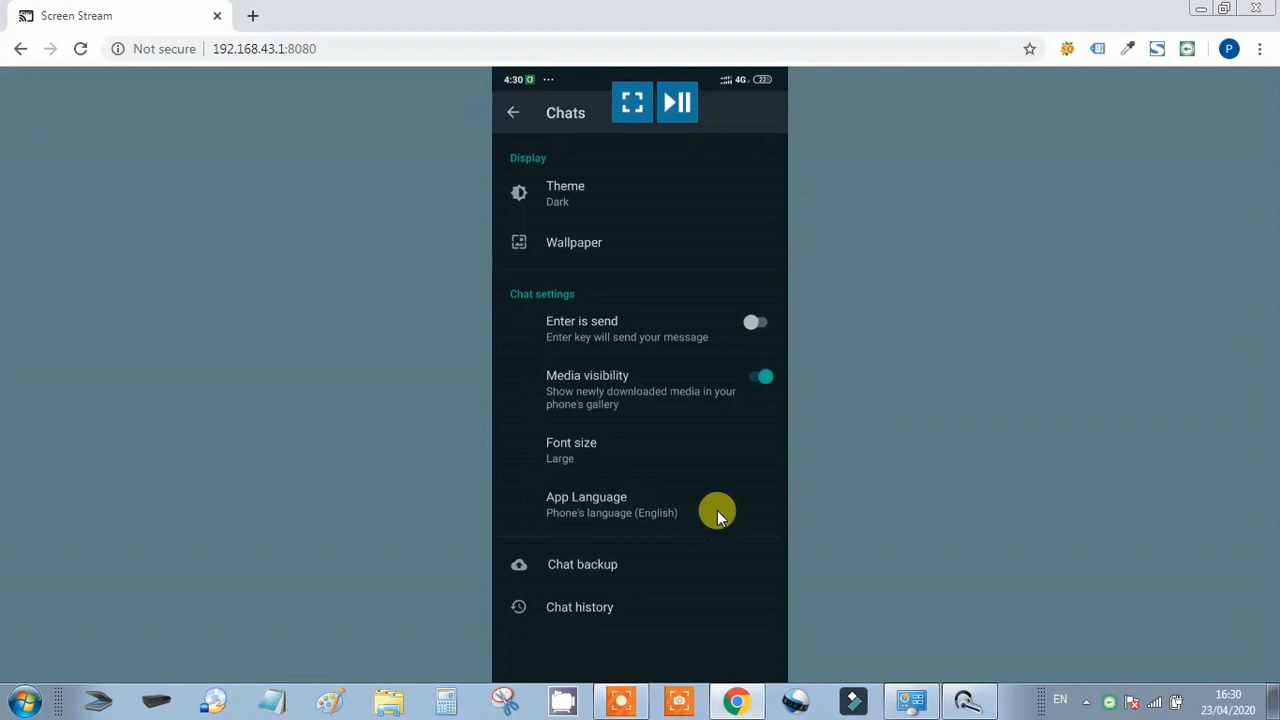 Screen Stream
Not secure
192.168.43.1:8080
P
4:30
4G
22
Chats
Display
Theme
Dark
Wallpaper
Chat settings
Enter is send
Enter key will send your message
Media visibility
Show newly downloaded media in your
phone's gallery
Font size
Large
App Language
Phone's language (English)
Chat backup
Chat history
EN
16:30
23/04/2020